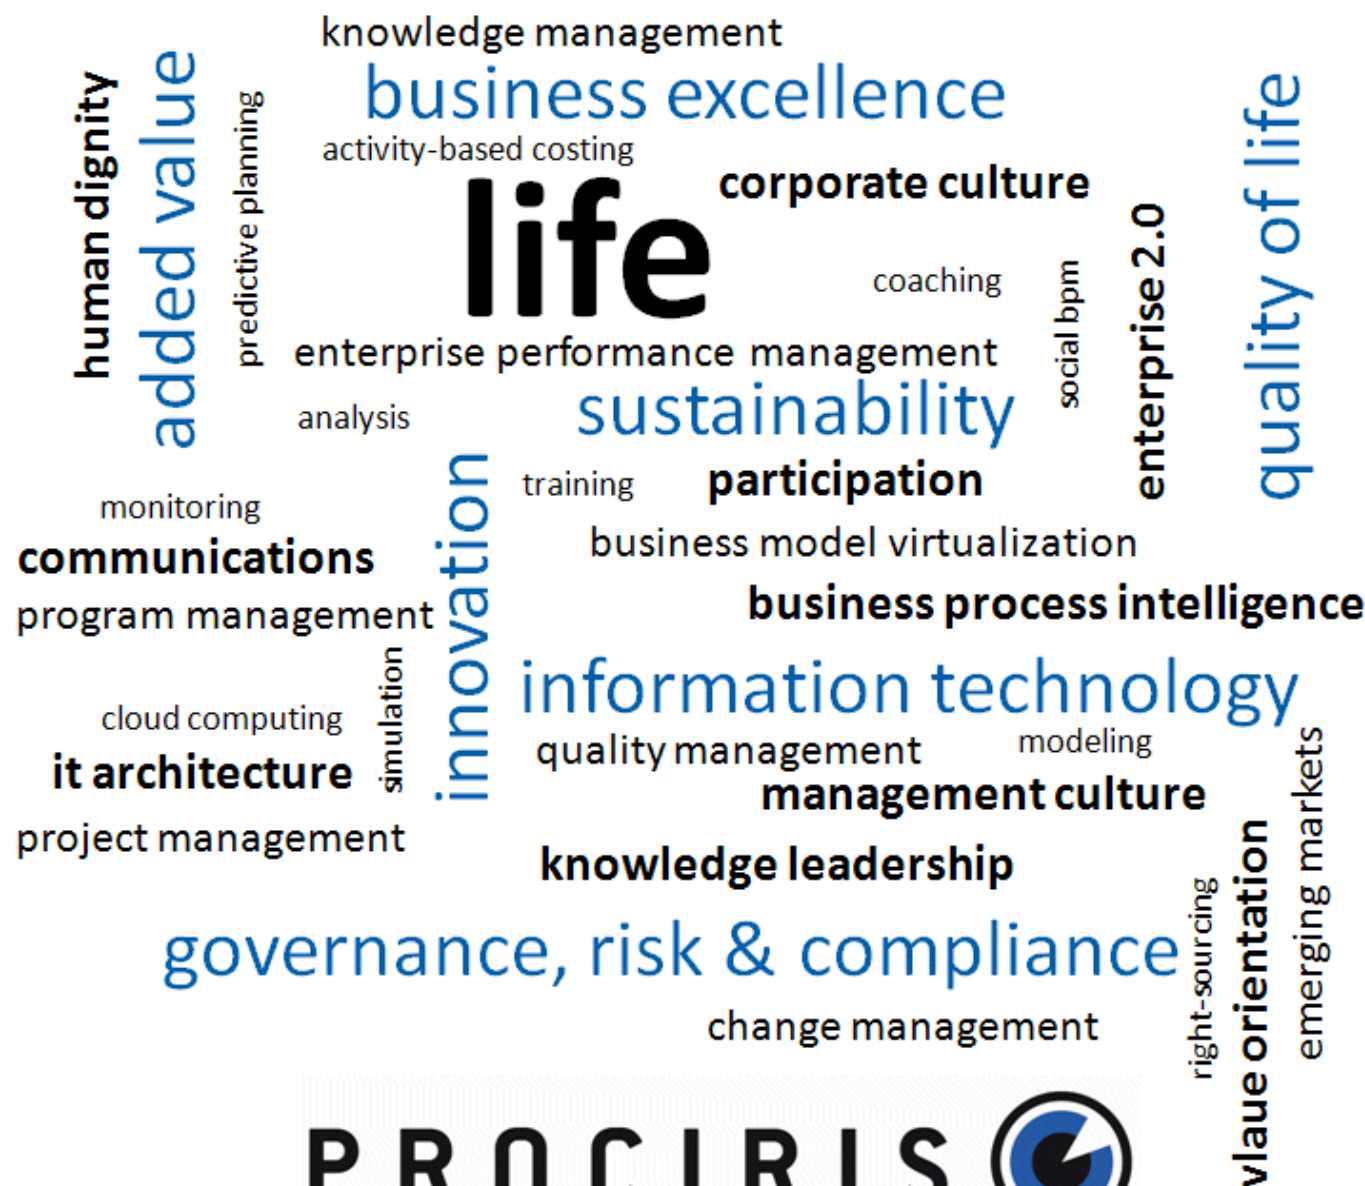 knowledge management
business excellence
activity-based costing
human dignity
added value
predictive planning
life
corporate culture
coaching
social bpm
enterprise 2.0
quality of life
enterprise performance management
analysis
sustainability
training
participation
monitoring
communications
program management
innovation
business model virtualization
business process intelligence
information technology
cloud computing
simulation
it architecture
quality management
modeling
management culture
project management
knowledge leadership
governance, risk & compliance
right-sourcing
vlaue orientation
emerging markets
change management
PROCIRIS